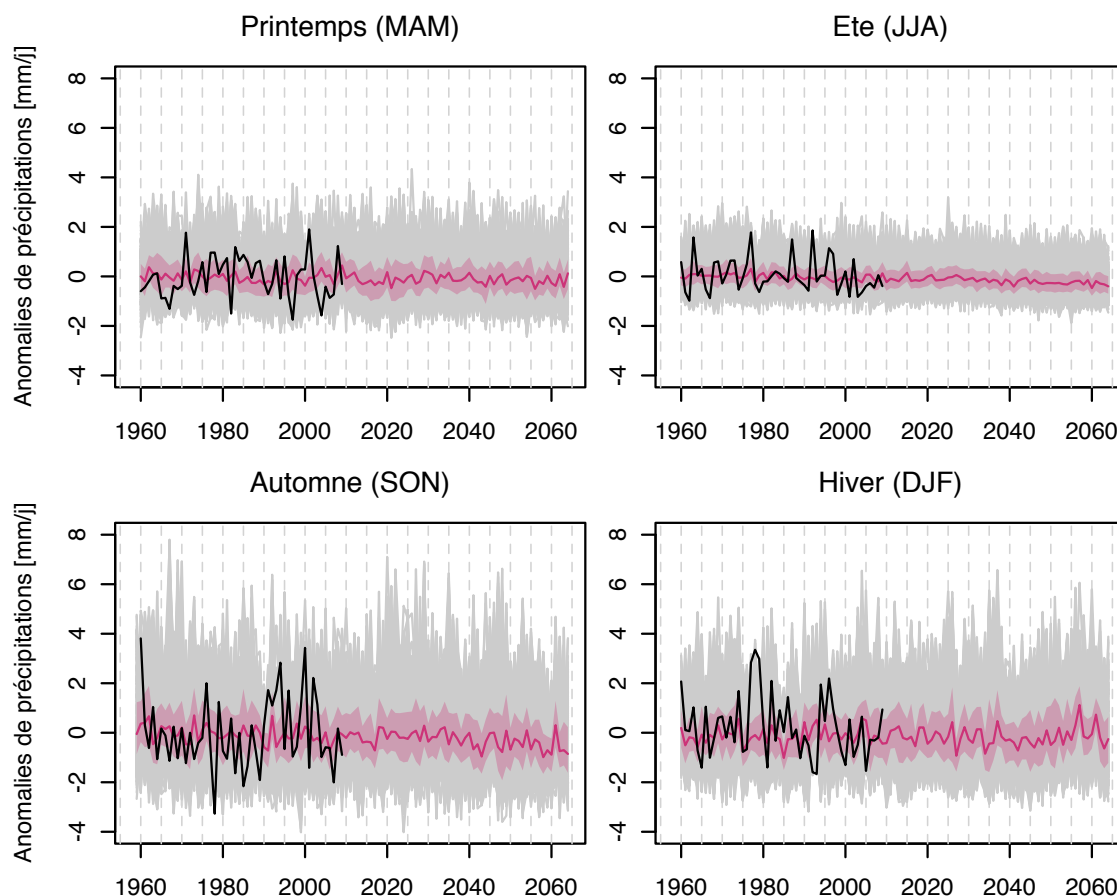 Printemps (MAM)
Ete (JJA)
Anomalies de précipitations [mm/j]
8
6
4
2
0
-2
-4
1960 1980 2000 2020 2040 2060
8
6
4
2
0
-2
-4
1960 1980 2000 2020 2040 2060
Automne (SON)
Hiver (DJF)
Anomalies de précipitations [mm/j]
8
6
4
2
0
-2
-4
1960 1980 2000 2020 2040 2060
8
6
4
2
0
-2
-4
1960 1980 2000 2020 2040 2060